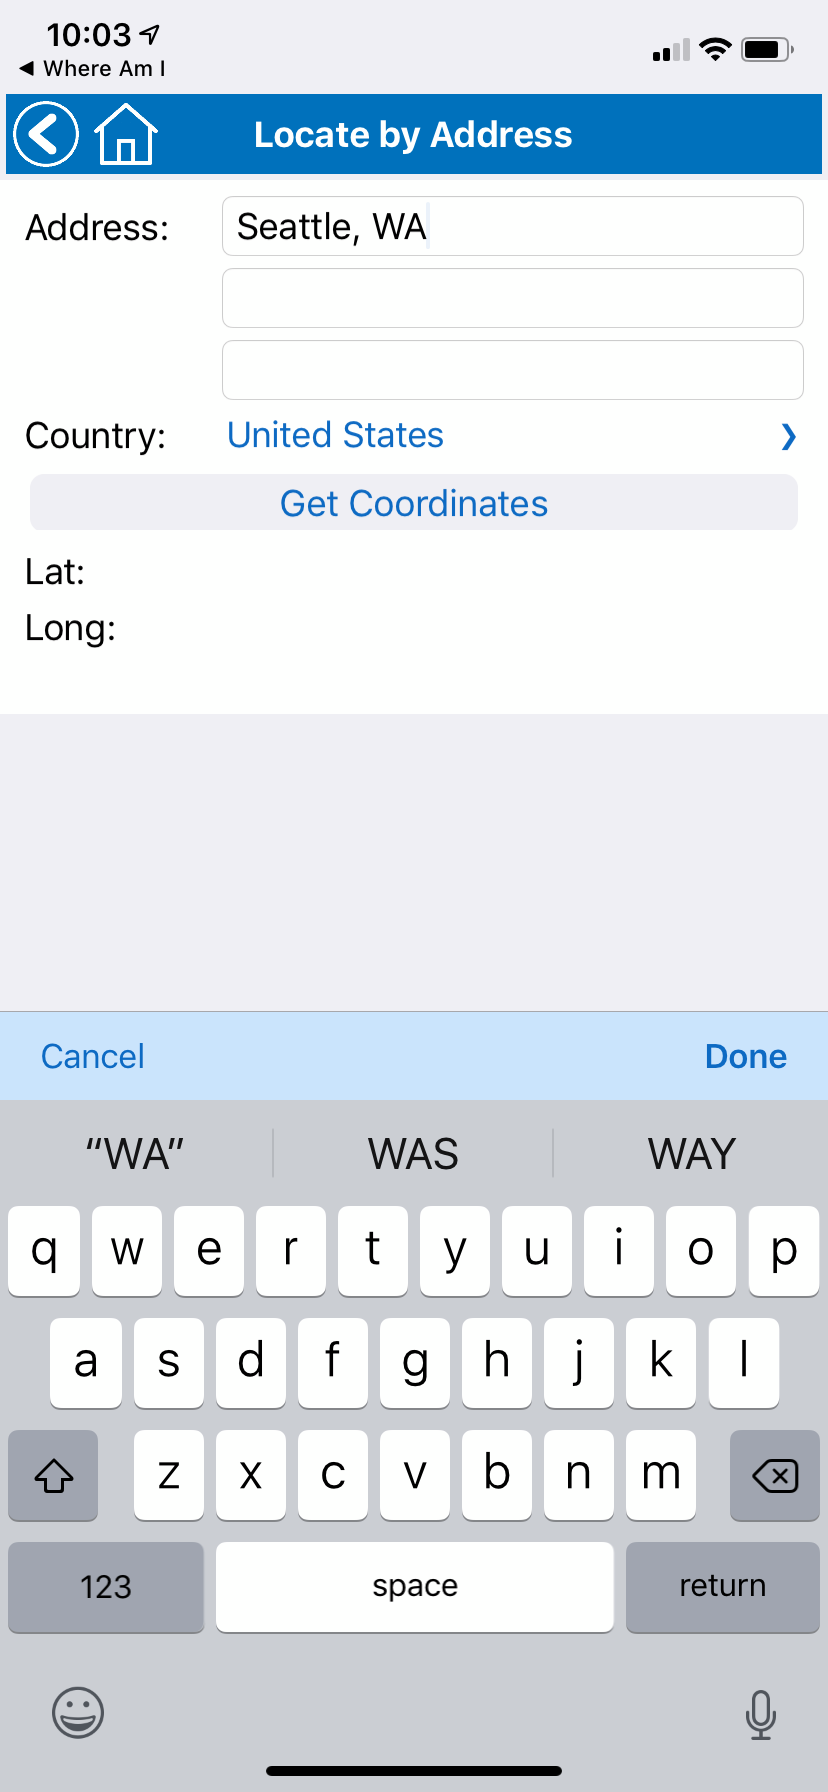 10:03
◀ Where Am I
Locate by Address
Address: Seattle, WA
Country: United States ❯
Get Coordinates
Lat:
Long:
Cancel Done
“WA” WAS WAY
q w e r t y u i o p
a s d f g h j k l
z x c v b n m
123 space return